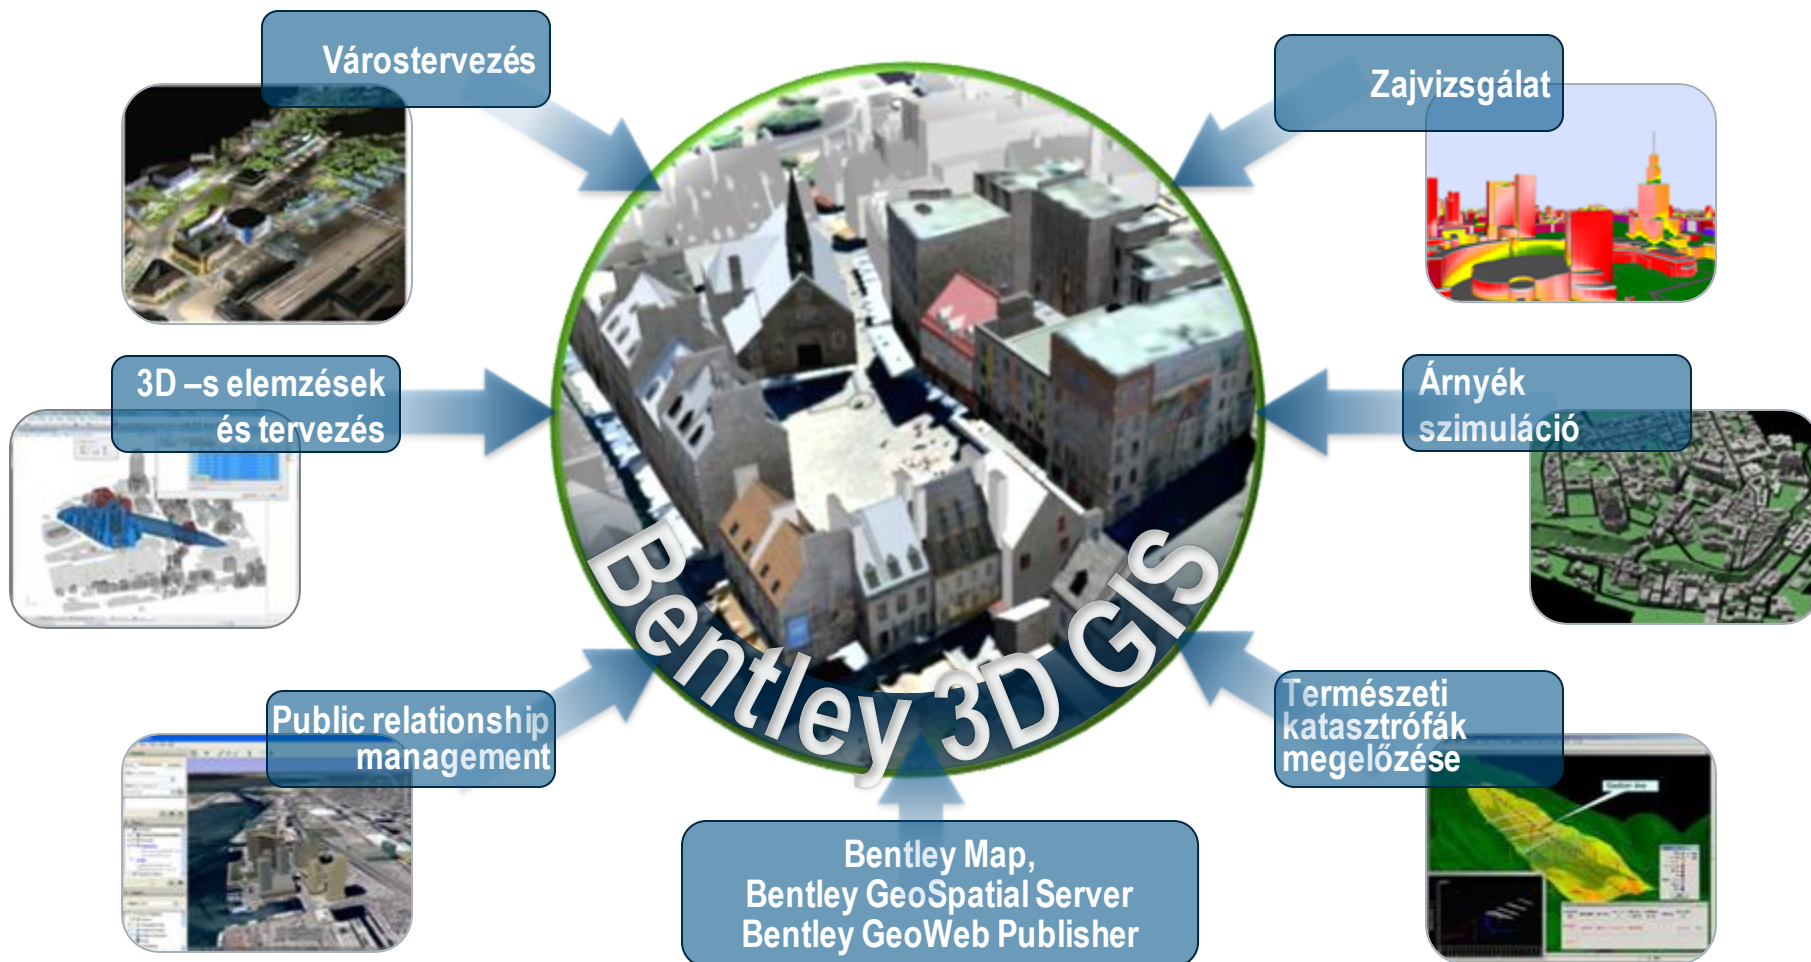 Várostervezés
Zajvizsgálat
3D –s elemzések
és tervezés
Árnyék
szimuláció
Public relationship
management
Természeti
katasztrófák
megelőzése
Bentley 3D GIS
Bentley Map,
Bentley GeoSpatial Server
Bentley GeoWeb Publisher